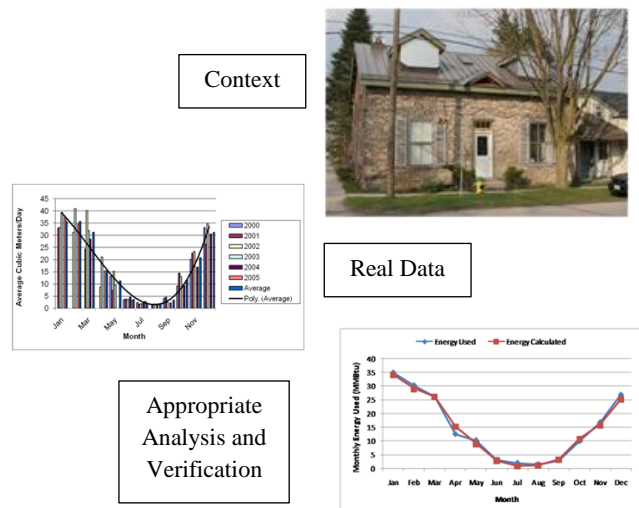 Context
Average Cubic Meters/Day
45
40
35
30
25
20
15
10
5
0
Jan
Mar
May
Jul
Sep
Nov
Month
2000
2001
2002
2003
2004
2005
Average
Poly. (Average)
Real Data
Appropriate
Analysis and
Verification
Energy Used
Energy Calculated
Monthly Energy Used (MMBtu)
40
35
30
25
20
15
10
5
0
Jan Feb Mar Apr May Jun Jul Aug Sep Oct Nov Dec
Month